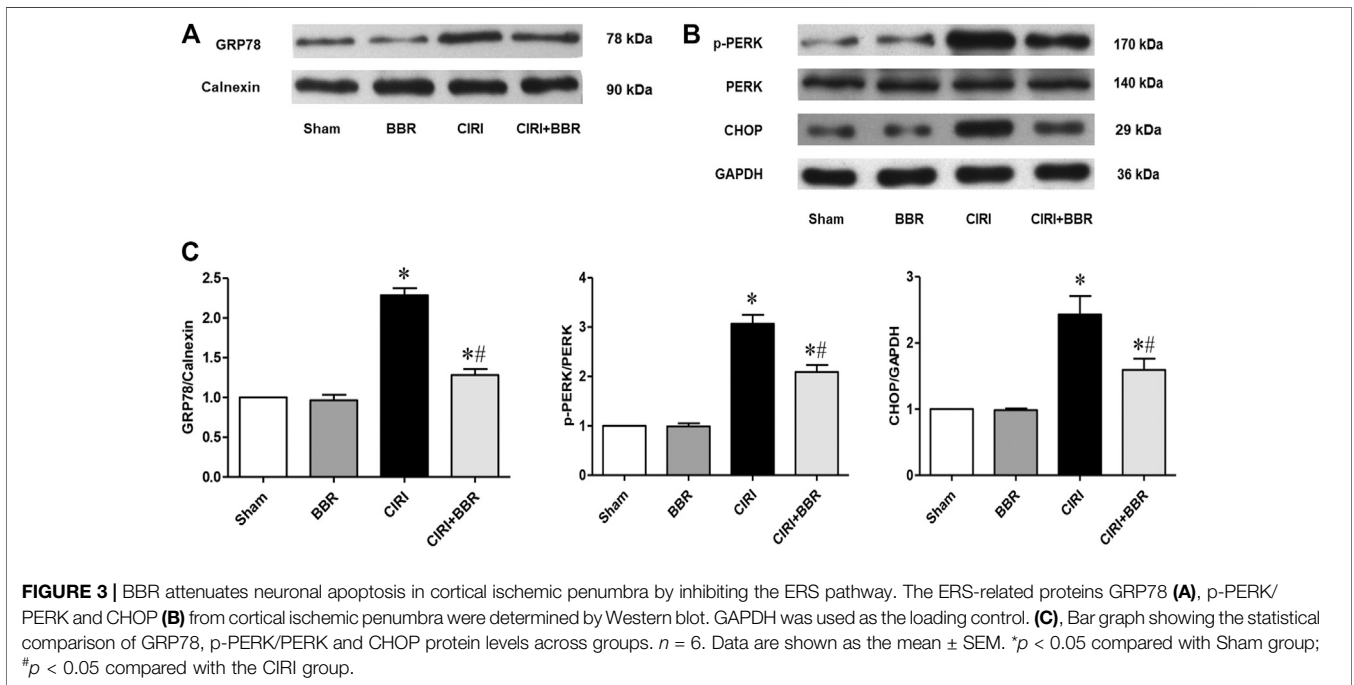 A
GRP78 78 kDa
Calnexin 90 kDa
Sham BBR CIRI CIRI+BBR
B
p-PERK 170 kDa
PERK 140 kDa
CHOP 29 kDa
GAPDH 36 kDa
Sham BBR CIRI CIRI+BBR
C
GRP78/Calnexin
2.5
2.0
1.5
1.0
0.5
0.0
*
*#
Sham BBR CIRI CIRI+BBR
p-PERK/PERK
4
3
2
1
0
*
*#
Sham BBR CIRI CIRI+BBR
CHOP/GAPDH
3
2
1
0
*
*#
Sham BBR CIRI CIRI+BBR
FIGURE 3 | BBR attenuates neuronal apoptosis in cortical ischemic penumbra by inhibiting the ERS pathway. The ERS-related proteins GRP78 (A), p-PERK/
PERK and CHOP (B) from cortical ischemic penumbra were determined by Western blot. GAPDH was used as the loading control. (C), Bar graph showing the statistical
comparison of GRP78, p-PERK/PERK and CHOP protein levels across groups. n = 6. Data are shown as the mean ± SEM. *p < 0.05 compared with Sham group;
#p < 0.05 compared with the CIRI group.